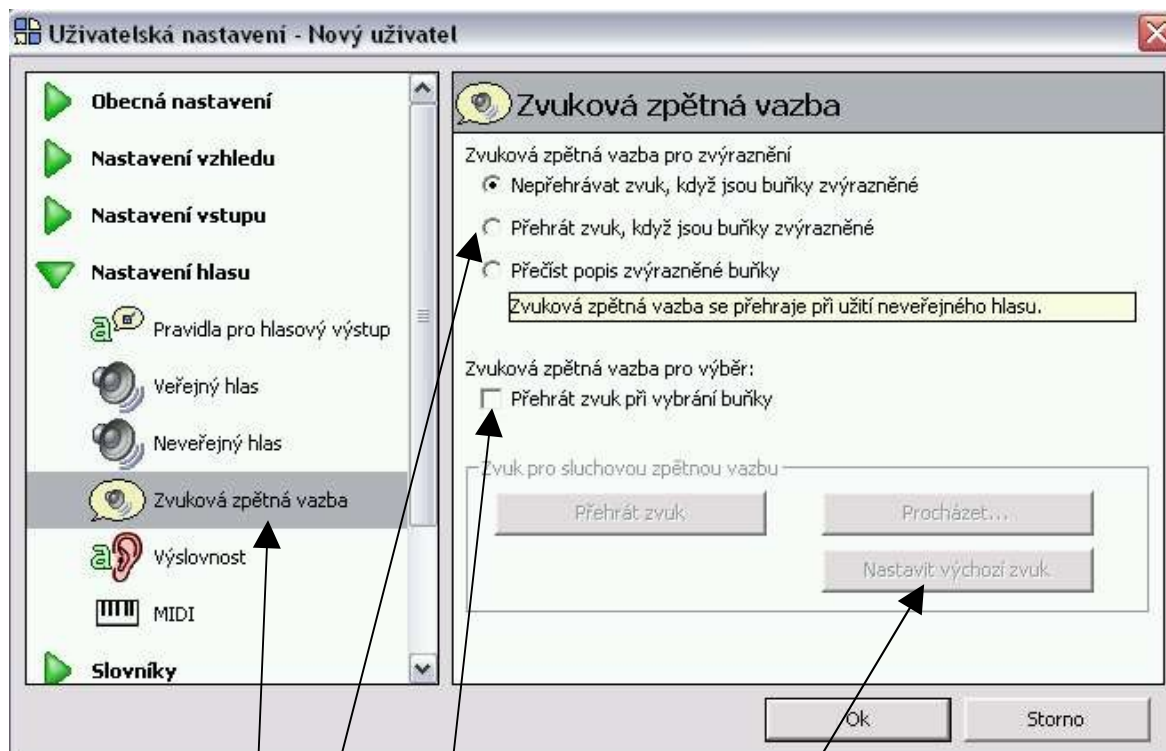 Uživatelská nastavení - Nový uživatel
Obecná nastavení
Nastavení vzhledu
Nastavení vstupu
Nastavení hlasu
Pravidla pro hlasový výstup
Veřejný hlas
Neveřejný hlas
Zvuková zpětná vazba
Výslovnost
MIDI
Slovníky
Zvuková zpětná vazba
Zvuková zpětná vazba pro zvýraznění
Nepřehrávat zvuk, když jsou buňky zvýrazněné
Přehrát zvuk, když jsou buňky zvýrazněné
Přečíst popis zvýrazněné buňky
Zvuková zpětná vazba se přehraje při užití neveřejného hlasu.
Zvuková zpětná vazba pro výběr:
Přehrát zvuk při vybrání buňky
Zvuk pro sluchovou zpětnou vazbu
Přehrát zvuk
Procházet...
Nastavit výchozí zvuk
Ok
Storno